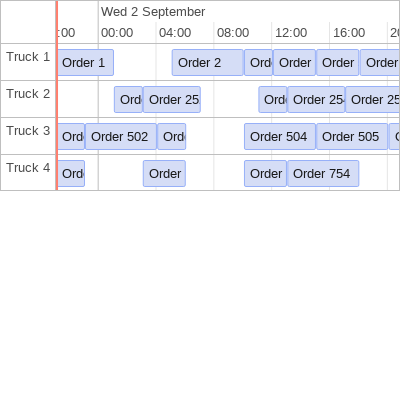 Wed 2 September
:00 00:00 04:00 08:00 12:00 16:00 20
Truck 1 Order 1 Order 2 Ord Order Order Order
Truck 2 Ord Order 25 Ord Order 25 Order 25
Truck 3 Ord Order 502 Ord Order 504 Order 505
Truck 4 Ord Order Order Order 754